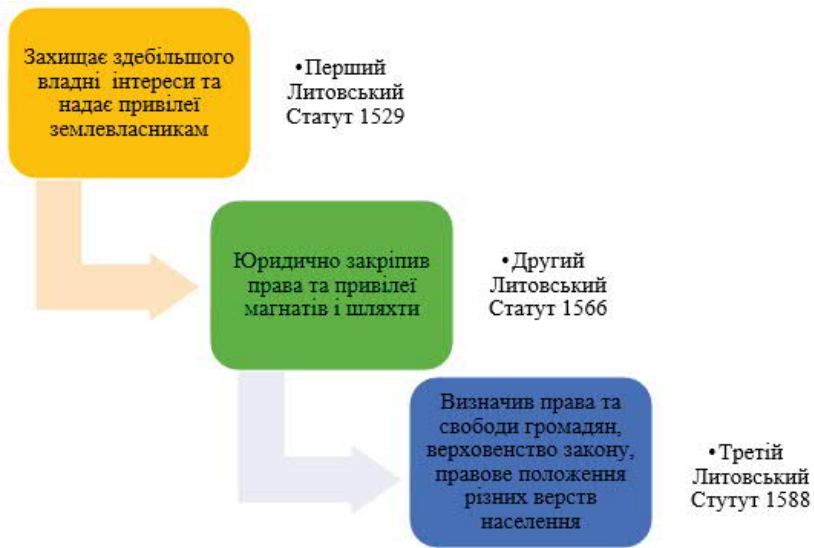 Захищає здебільшого
владні інтереси та
надає привілеї
землевласникам
•Перший
Литовський
Статут 1529
Юридично закріпив
права та привілеї
магнатів і шляхти
•Другий
Литовський
Статут 1566
Визначив права та
свободи громадян,
верховенство закону,
правове положення
різних верств
населення
•Третій
Литовський
Стутут 1588